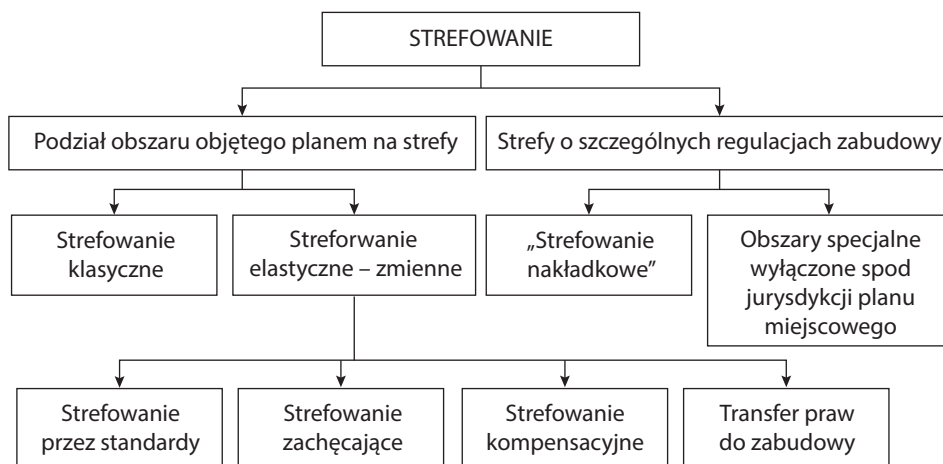 STREFOWANIE
Podział obszaru objętego planem na strefy
Strefy o szczególnych regulacjach zabudowy
Strefowanie
klasyczne
Streforwanie
elastyczne – zmienne
„Strefowanie
nakładkowe”
Obszary specjalne
wyłączone spod
jurysdykcji planu
miejscowego
Strefowanie
przez standardy
Strefowanie
zachęcające
Strefowanie
kompensacyjne
Transfer praw
do zabudowy